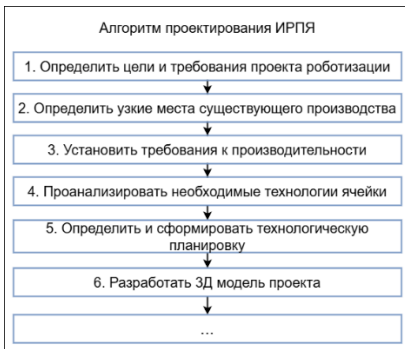 Алгоритм проектирования ИРПЯ
1. Определить цели и требования проекта роботизации
2. Определить узкие места существующего производства
3. Установить требования к производительности
4. Проанализировать необходимые технологии ячейки
5. Определить и сформировать технологическую
планировку
6. Разработать 3Д модель проекта
...